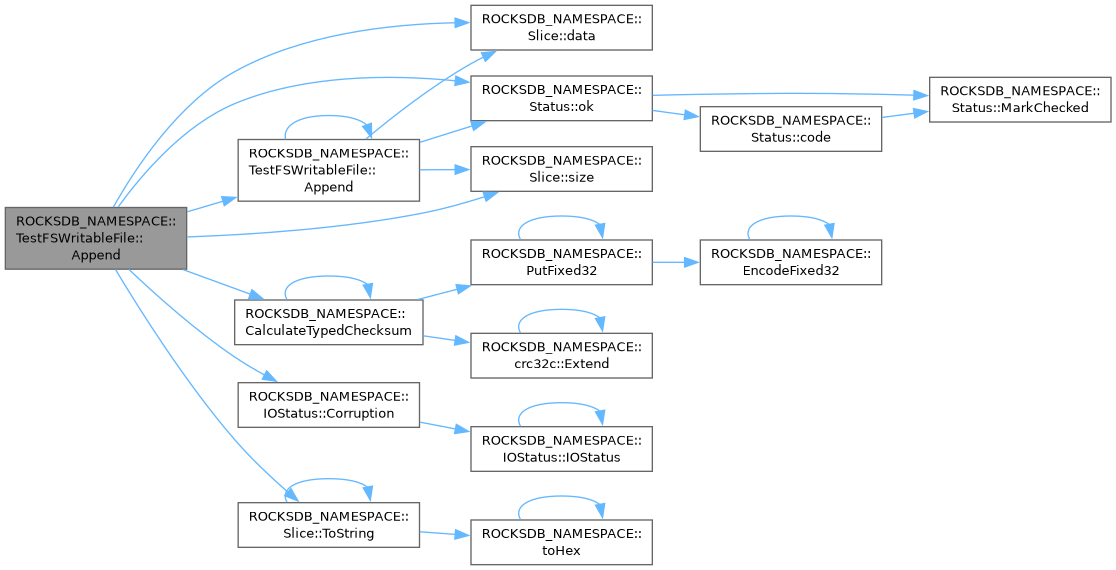 ROCKSDB_NAMESPACE::
TestFSWritableFile::
Append
ROCKSDB_NAMESPACE::
Slice::data
ROCKSDB_NAMESPACE::
TestFSWritableFile::
Append
ROCKSDB_NAMESPACE::
Status::ok
ROCKSDB_NAMESPACE::
Status::code
ROCKSDB_NAMESPACE::
Status::MarkChecked
ROCKSDB_NAMESPACE::
Slice::size
ROCKSDB_NAMESPACE::
CalculateTypedChecksum
ROCKSDB_NAMESPACE::
PutFixed32
ROCKSDB_NAMESPACE::
EncodeFixed32
ROCKSDB_NAMESPACE::
crc32c::Extend
ROCKSDB_NAMESPACE::
IOStatus::Corruption
ROCKSDB_NAMESPACE::
IOStatus::IOStatus
ROCKSDB_NAMESPACE::
Slice::ToString
ROCKSDB_NAMESPACE::
toHex